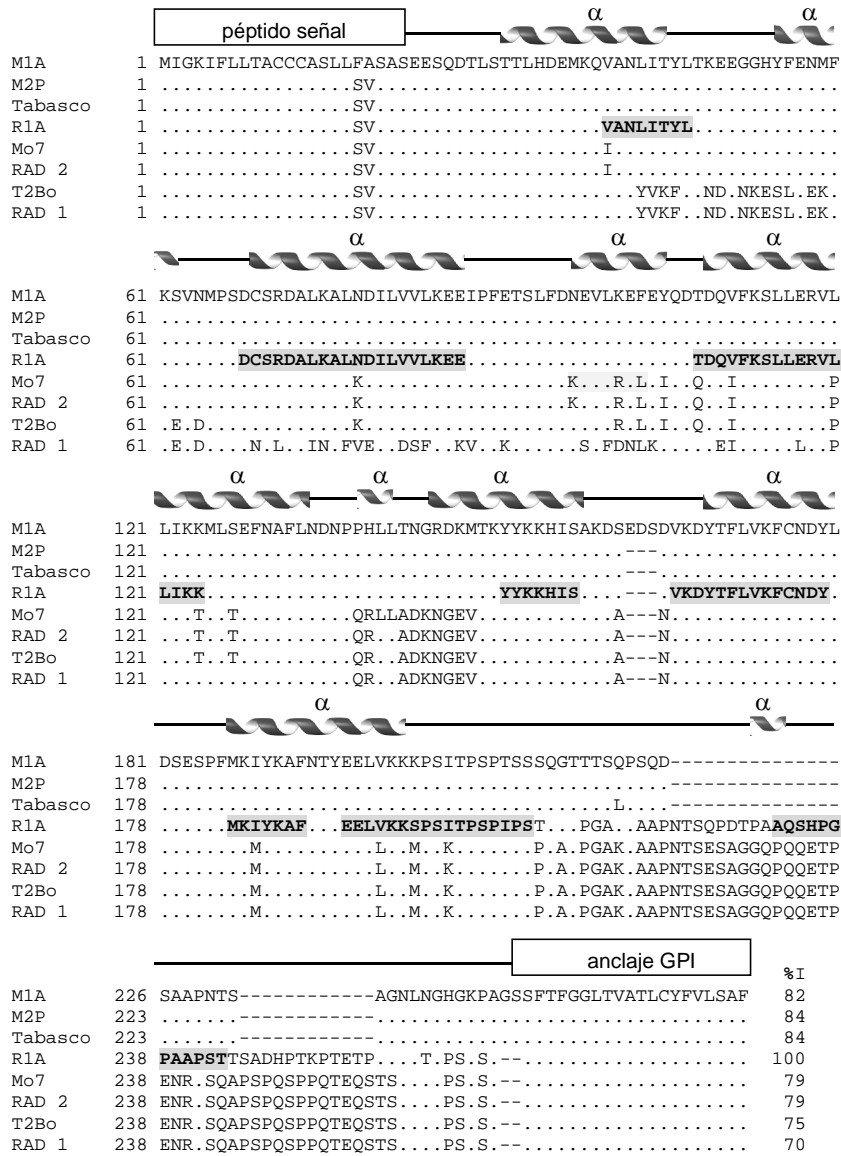 péptido señal
α α
M1A 1 MIGKIFLLTACCCASLLFASASEESQDTLSTTLHDEMKQVANLITYLTKEEGGHYFENMF
M2P 1 .................SV.........................................
Tabasco 1 ............................................................
R1A 1 .................SV....................VANLITYL.............
Mo7 1 .................SV....................I....................
RAD 2 1 .................SV....................I....................
T2Bo 1 .................SV.......................YVKF..ND.NKESL.EK.
RAD 1 1 .................SV.......................YVKF..ND.NKESL.EK.
α α α
M1A 61 KSVNMPSDCSRDALKALNDILVVLKEEIPFETSLFDNEVLKEFEYQDTDQVFKSLLERVL
M2P 61 ............................................................
Tabasco 61 ............................................................
R1A 61 .......DCSRDALKALNDILVVLKEE....................TDQVFKSLLERVL
Mo7 61 .................K..................K...R.L.I..Q..I........P
RAD 2 61 .................K..................K...R.L.I..Q..I........P
T2Bo 61 .E.D.............K......................R.L.I..Q..I........P
RAD 1 61 .E.D....N.L..IN.FVE..DSF..KV..K......S.FDNLK.....EI.....L..P
α α α α
M1A 121 LIKKMLSEFNAFLNDNPPHLLTNGRDKMTKYYKKHISAKDSEDSDVKDYTFLVKFCNDYL
M2P 121 .........................................---................
Tabasco 121 .........................................---................
R1A 121 LIKK..........................YYKKHIS....---.VKDYTFLVKFCNDY.
Mo7 121 ...T..T..........QRLLADKNGEV............A---N...............
RAD 2 121 ...T..T..........QR..ADKNGEV............A---N...............
T2Bo 121 ...T..T..........QR..ADKNGEV............A---N...............
RAD 1 121 .................QR..ADKNGEV............A---N...............
α α
M1A 181 DSESPFMKIYKAFNTYEELVKKKPSITPSPTSSSQGTTTSQPSQD---------------
M2P 178 .............................................---------------
Tabasco 178 ........................................L....---------------
R1A 178 ......MKIYKAF...EELVKKSPSITPSPIPST...PGA..AAPNTSQPDTPAAQSHPG
Mo7 178 ........M..........L..M..K.......P.A.PGAK.AAPNTSESAGGQPQQETP
RAD 2 178 ........M..........L..M..K.......P.A.PGAK.AAPNTSESAGGQPQQETP
T2Bo 178 ........M..........L..M..K.......P.A.PGAK.AAPNTSESAGGQPQQETP
RAD 1 178 ........M..........L..M..K.......P.A.PGAK.AAPNTSESAGGQPQQETP
anclaje GPI
%I
M1A 226 SAAPNTS------------AGNLNGHGKPAGSSFTFGGLTVATLCYFVLSAF 82
M2P 223 .......------------................................. 84
Tabasco 223 .......------------................................. 84
R1A 238 PAAPSTTSADHPTKPTETP....T.PS.S.--.................... 100
Mo7 238 ENR.SQAPSPQSPPQTEQSTS....PS.S.--.................... 79
RAD 2 238 ENR.SQAPSPQSPPQTEQSTS....PS.S.--.................... 79
T2Bo 238 ENR.SQAPSPQSPPQTEQSTS....PS.S.--.................... 75
RAD 1 238 ENR.SQAPSPQSPPQTEQSTS....PS.S.--.................... 70